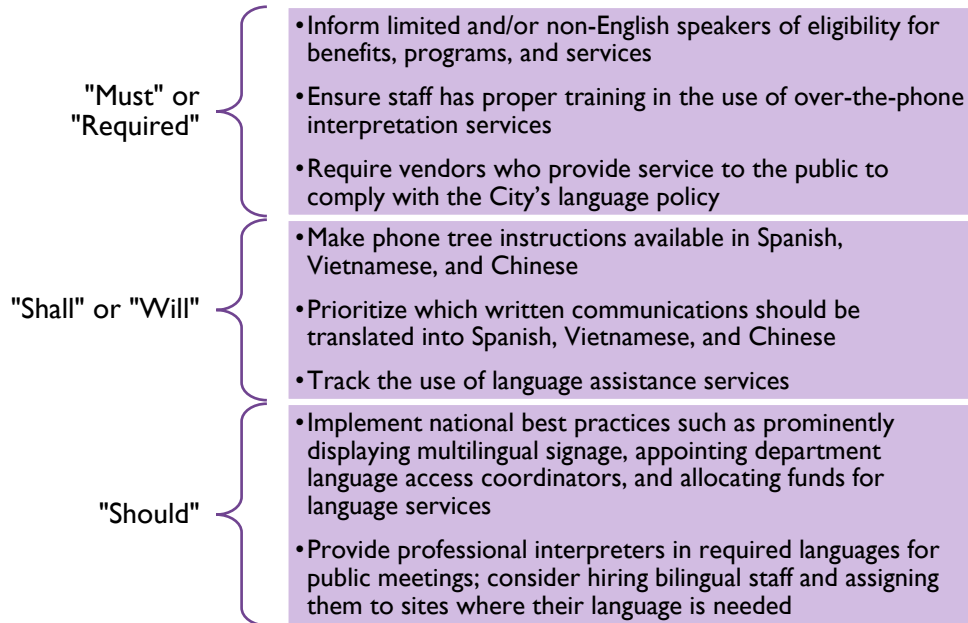 "Must" or
"Required"
•Inform limited and/or non-English speakers of eligibility for
benefits, programs, and services
•Ensure staff has proper training in the use of over-the-phone
interpretation services
•Require vendors who provide service to the public to
comply with the City’s language policy
"Shall" or "Will"
•Make phone tree instructions available in Spanish,
Vietnamese, and Chinese
•Prioritize which written communications should be
translated into Spanish, Vietnamese, and Chinese
•Track the use of language assistance services
"Should"
•Implement national best practices such as prominently
displaying multilingual signage, appointing department
language access coordinators, and allocating funds for
language services
•Provide professional interpreters in required languages for
public meetings; consider hiring bilingual staff and assigning
them to sites where their language is needed